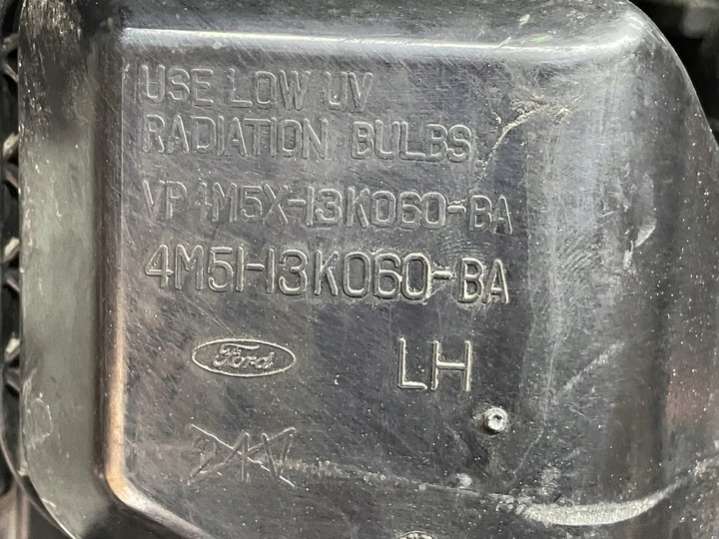 USE LOW UV
RADIATION BULBS
VP4M5X-13K060-BA
4M51-13K060-BA
Ford
LH